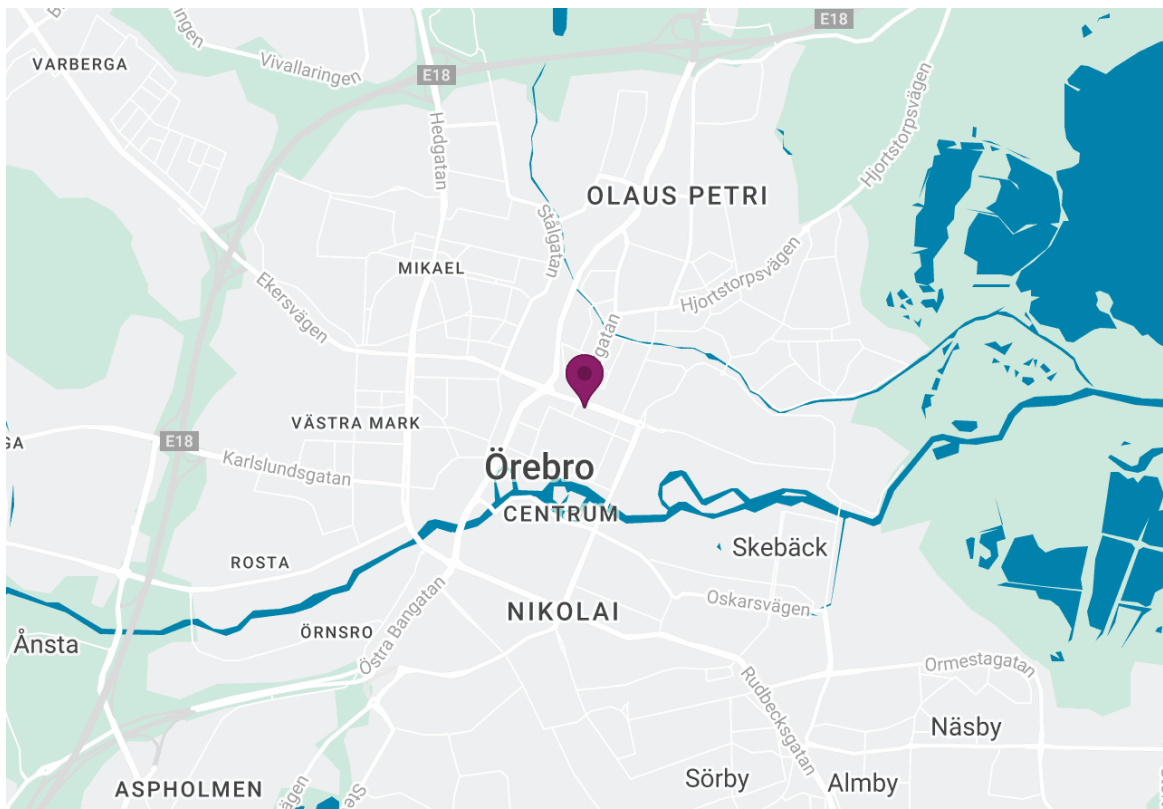 E18
VARBERGA
Vivallaringen
E18
Hedgatan
Hjortstorpsvägen
OLAUS PETRI
Stålgatan
MIKAEL
Hjortstorpsvägen
Ekersvägen
gatan
VÄSTRA MARK
E18
Karlslundsgatan
Örebro
CENTRUM
Skebäck
ROSTA
Oskarsvägen
NIKOLAI
ÖRNSRO
Östra Bangatan
Ånsta
Ormestagatan
Rudbecksgatan
Näsby
Sörby
Almby
ASPHOLMEN